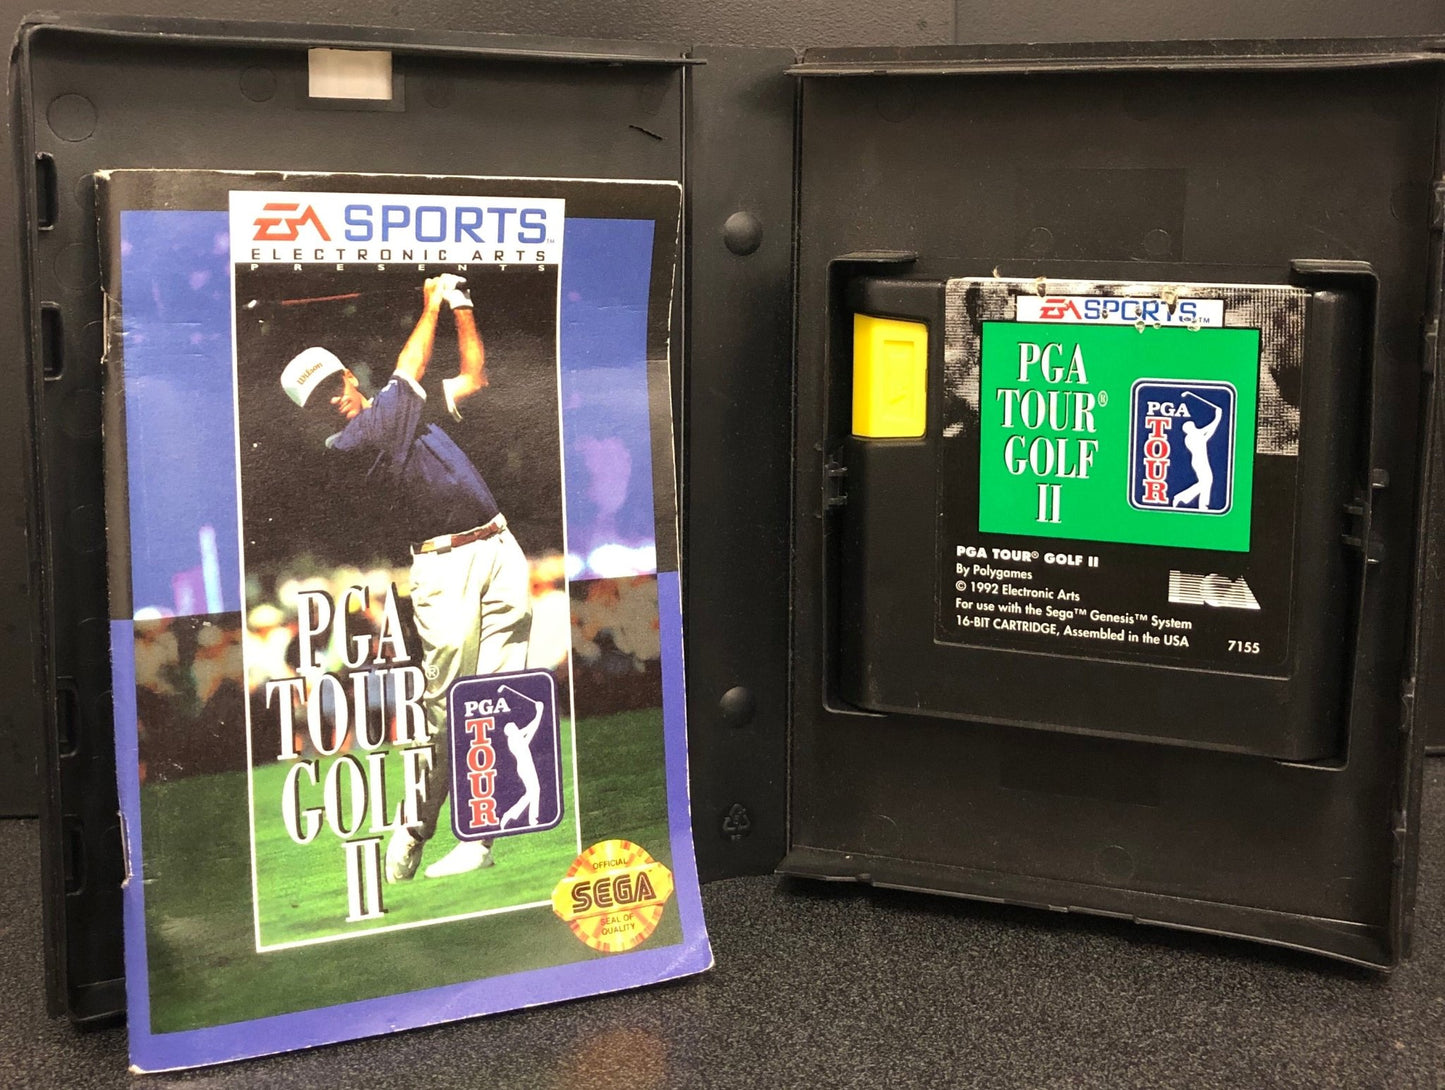 EA SPORTS™
ELECTRONIC ARTS
PRESENTS
Wilson
PGA
TOUR®
GOLF
II
PGA
TOUR
OFFICIAL
SEGA
SEAL OF
QUALITY
EA SPORTS™
PGA
TOUR®
GOLF
II
PGA
TOUR
PGA TOUR® GOLF II
By Polygames
© 1992 Electronic Arts
For use with the Sega™ Genesis™ System
16-BIT CARTRIDGE, Assembled in the USA
7155